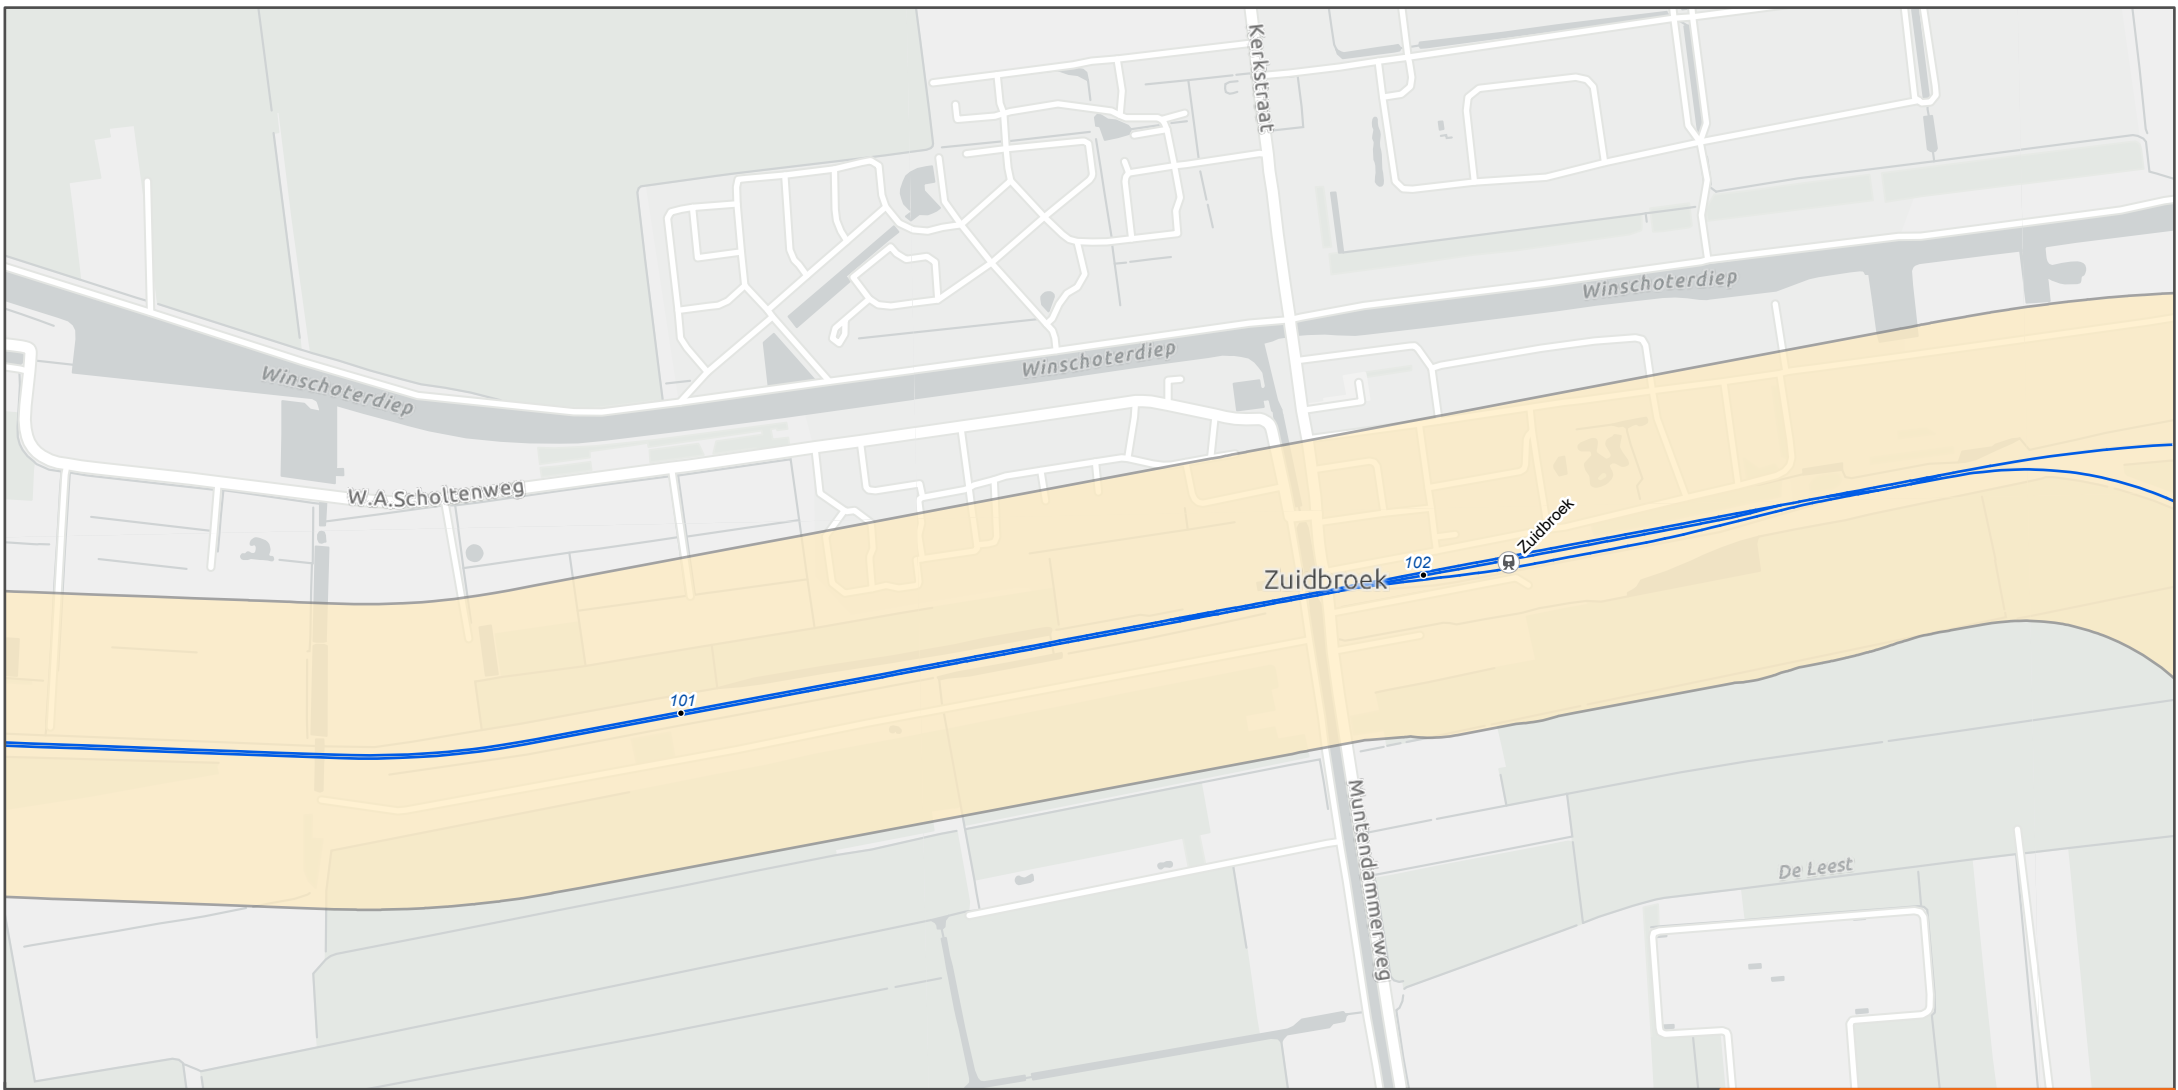 Kerkstraat
Winschoterdiep
Winschoterdiep
Winschoterdiep
W.A.Scholtenweg
Zuidbroek
102
Zuidbroek
101
Muntendammerweg
De Leest